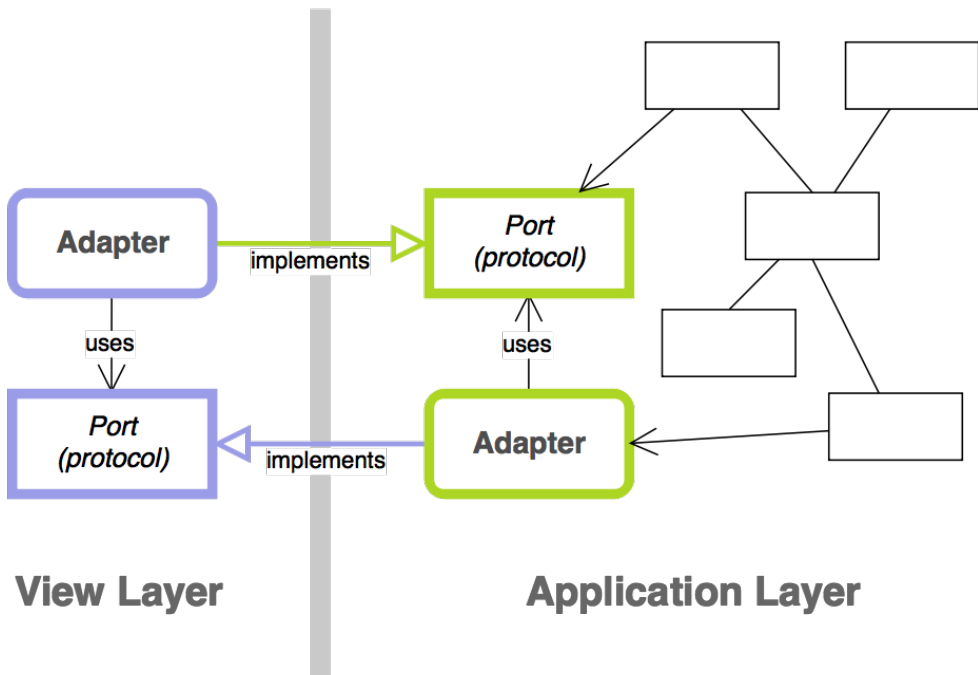 Adapter
implements
Port
(protocol)
uses
uses
Port
(protocol)
implements
Adapter
View Layer
Application Layer